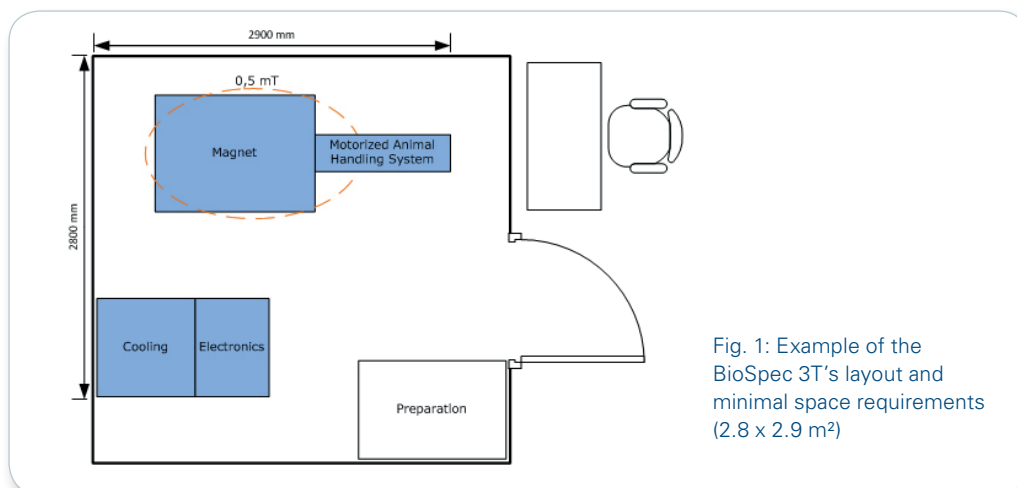 2900 mm
0,5 mT
Magnet
Motorized Animal
Handling System
2800 mm
Cooling
Electronics
Preparation
Fig. 1: Example of the
BioSpec 3T’s layout and
minimal space requirements
(2.8 x 2.9 m²)